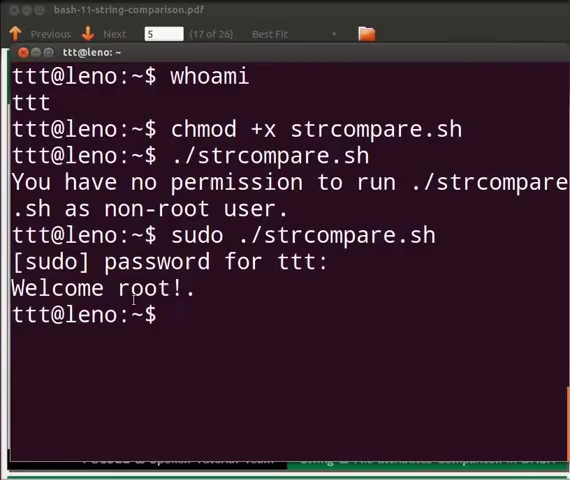 bash-11-string-comparison.pdf
Previous Next 5 (17 of 26) Best Fit
ttt@leno: ~
ttt@leno:~$ whoami
ttt
ttt@leno:~$ chmod +x strcompare.sh
ttt@leno:~$ ./strcompare.sh
You have no permission to run ./strcompare
.sh as non-root user.
ttt@leno:~$ sudo ./strcompare.sh
[sudo] password for ttt:
Welcome root!.
ttt@leno:~$